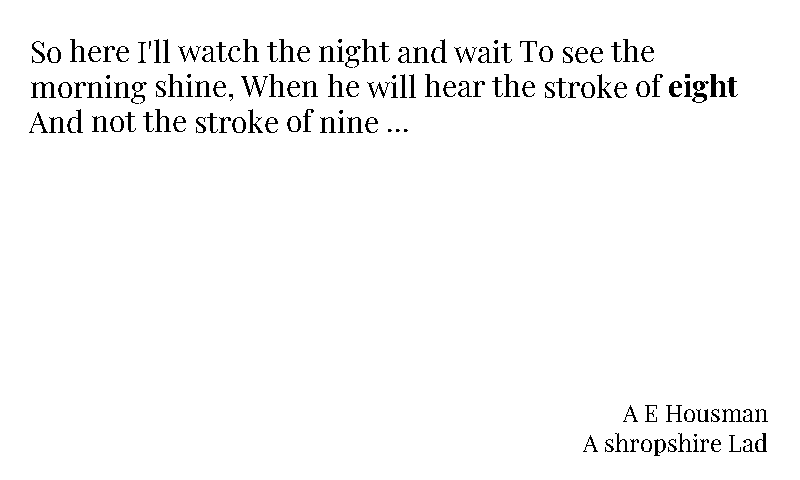 So here I'll watch the night and wait To see the
morning shine, When he will hear the stroke of eight
And not the stroke of nine ...
A E Housman
A shropshire Lad